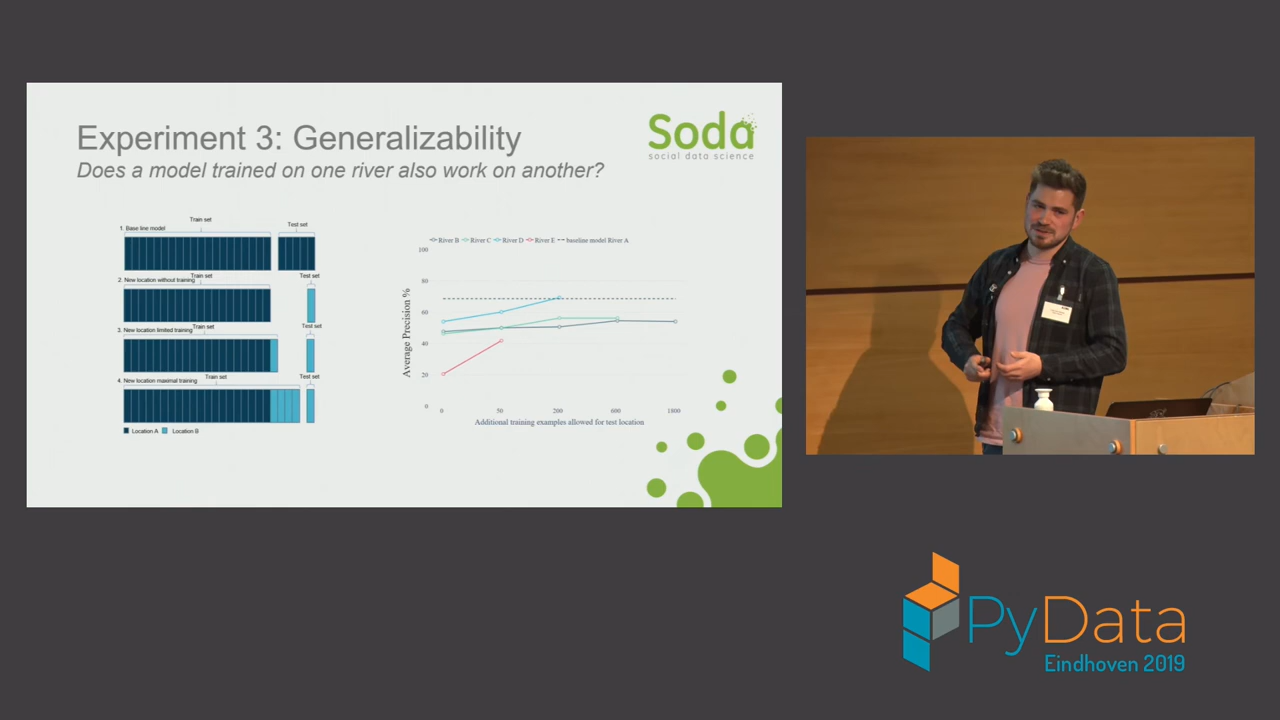 Experiment 3: Generalizability
Does a model trained on one river also work on another?
Soda
social data science
Train set
Test set
1. Base line model
Train set
Test set
2. New location without training
Train set
Test set
3. New location limited training
Train set
Test set
4. New location maximal training
Location A
Location B
River B River C River D River E baseline model River A
100
80
60
40
20
0
Average Precision %
0 50 200 600 1800
Additional training examples allowed for test location
PyData
Eindhoven 2019